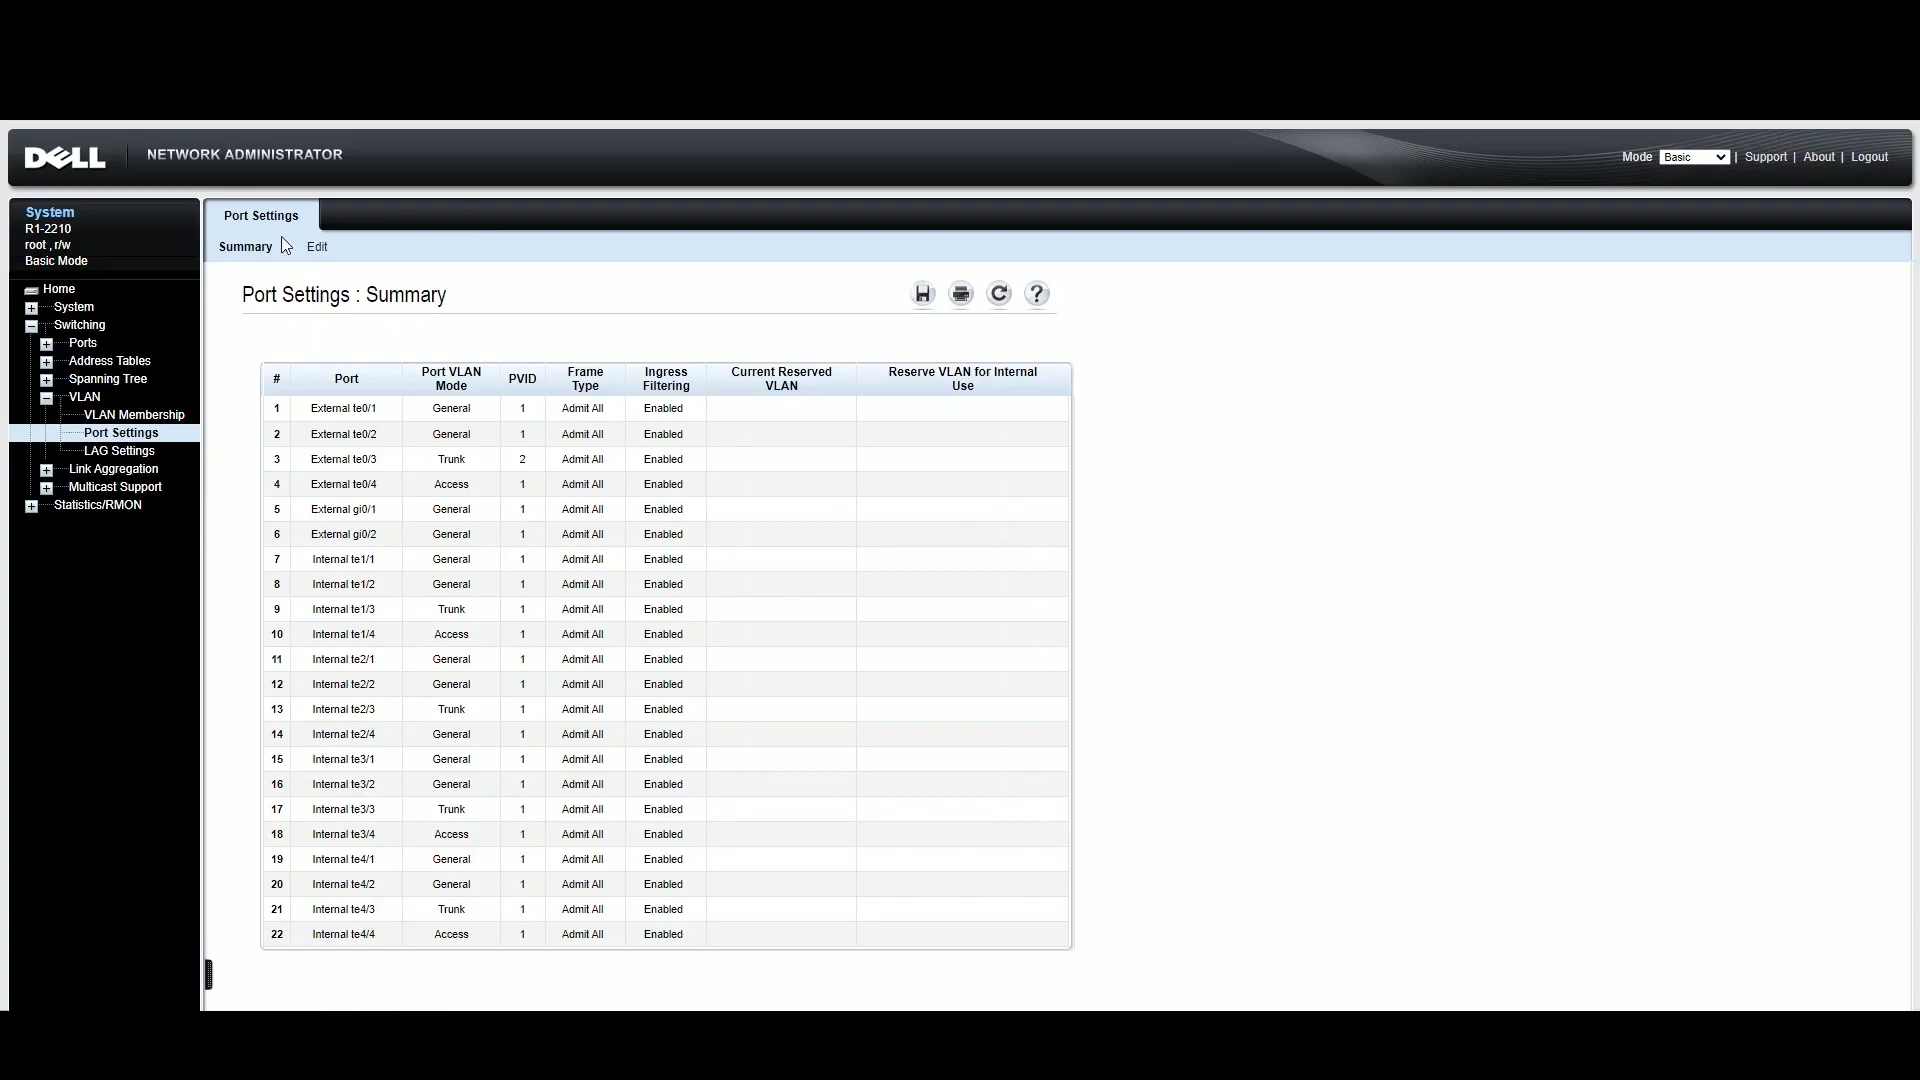 DELL
NETWORK ADMINISTRATOR
Mode Basic | Support | About | Logout
System
R1-2210
root , r/w
Basic Mode
Home
System
Switching
Ports
Address Tables
Spanning Tree
VLAN
VLAN Membership
Port Settings
LAG Settings
Link Aggregation
Multicast Support
Statistics/RMON
Port Settings
Summary Edit
Port Settings : Summary
# Port Port VLAN Mode PVID Frame Type Ingress Filtering Current Reserved VLAN Reserve VLAN for Internal Use
1 External te0/1 General 1 Admit All Enabled
2 External te0/2 General 1 Admit All Enabled
3 External te0/3 Trunk 2 Admit All Enabled
4 External te0/4 Access 1 Admit All Enabled
5 External gi0/1 General 1 Admit All Enabled
6 External gi0/2 General 1 Admit All Enabled
7 Internal te1/1 General 1 Admit All Enabled
8 Internal te1/2 General 1 Admit All Enabled
9 Internal te1/3 Trunk 1 Admit All Enabled
10 Internal te1/4 Access 1 Admit All Enabled
11 Internal te2/1 General 1 Admit All Enabled
12 Internal te2/2 General 1 Admit All Enabled
13 Internal te2/3 Trunk 1 Admit All Enabled
14 Internal te2/4 General 1 Admit All Enabled
15 Internal te3/1 General 1 Admit All Enabled
16 Internal te3/2 General 1 Admit All Enabled
17 Internal te3/3 Trunk 1 Admit All Enabled
18 Internal te3/4 Access 1 Admit All Enabled
19 Internal te4/1 General 1 Admit All Enabled
20 Internal te4/2 General 1 Admit All Enabled
21 Internal te4/3 Trunk 1 Admit All Enabled
22 Internal te4/4 Access 1 Admit All Enabled